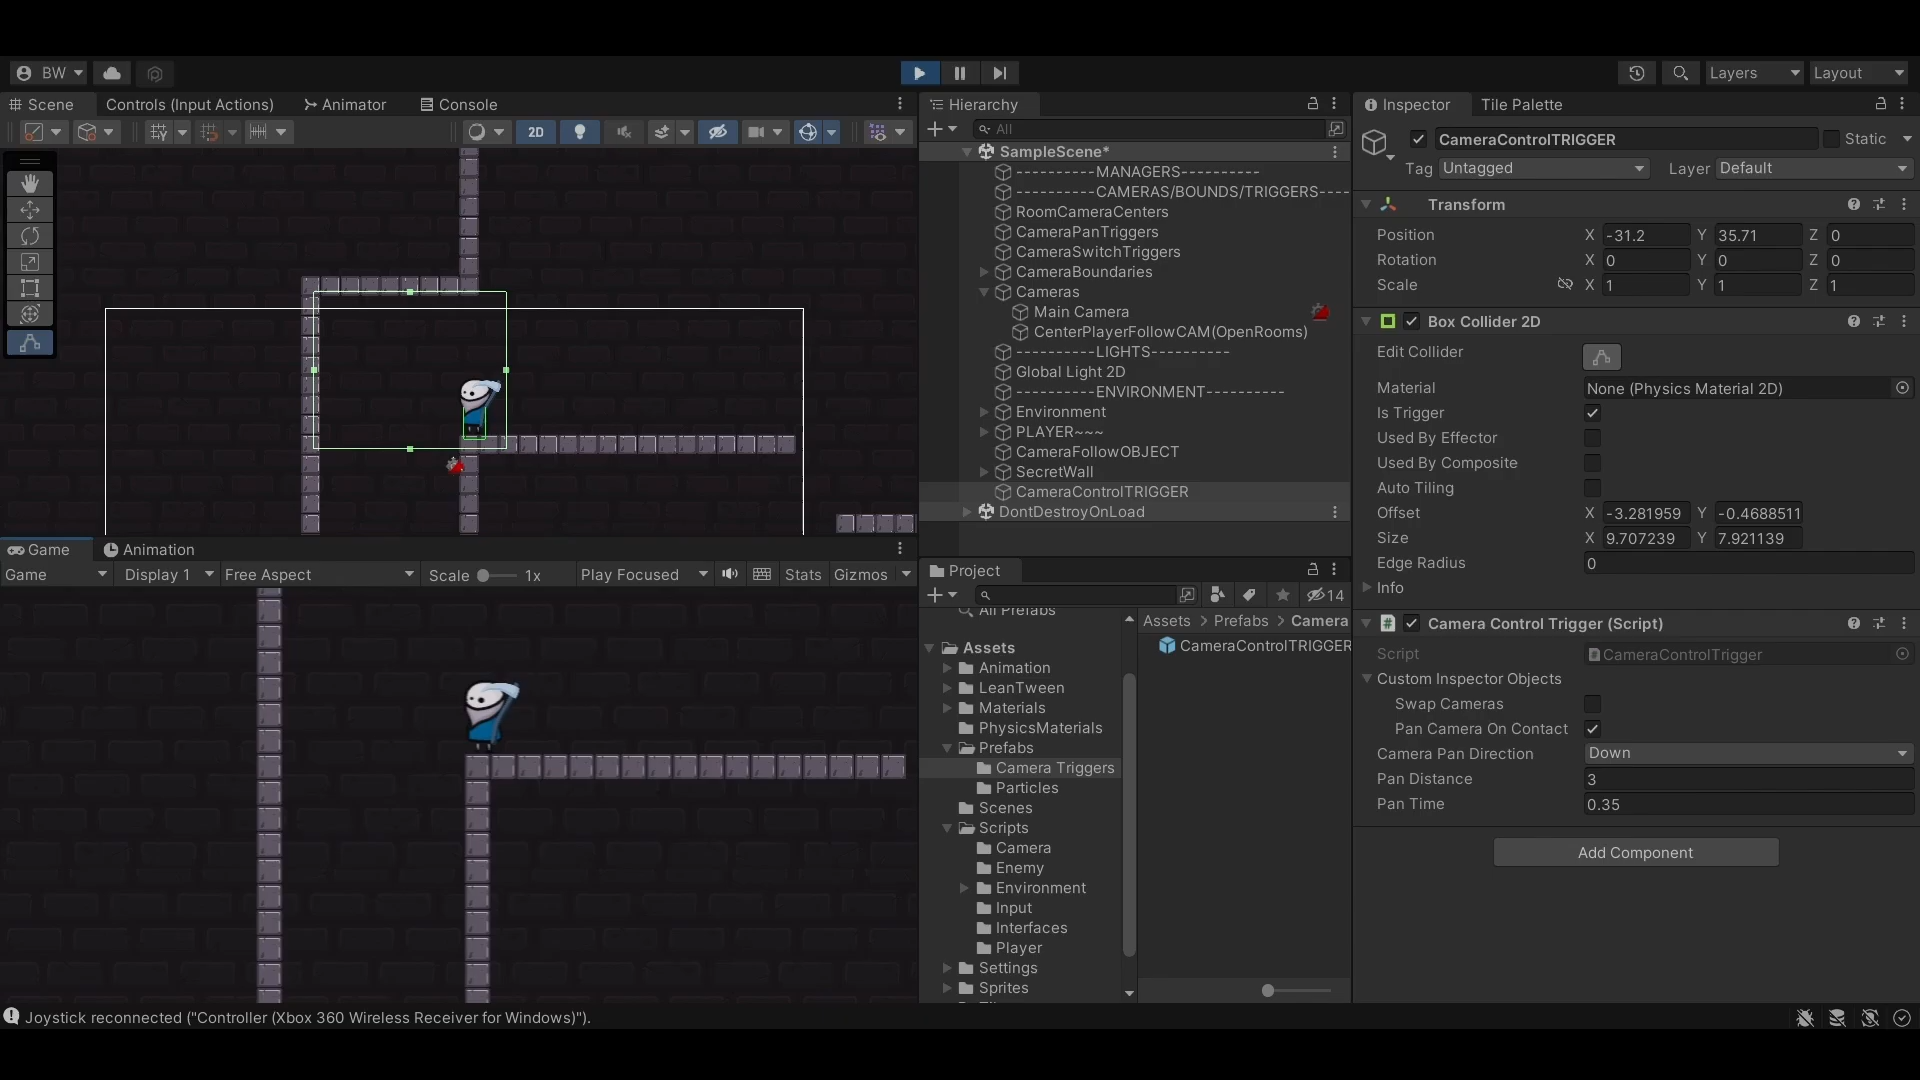 BW
Layers
Layout
Scene
Controls (Input Actions)
Animator
Console
2D
Game
Animation
Game
Display 1
Free Aspect
Scale
1x
Play Focused
Stats
Gizmos
Hierarchy
All
SampleScene*
----------MANAGERS----------
----------CAMERAS/BOUNDS/TRIGGERS----
RoomCameraCenters
CameraPanTriggers
CameraSwitchTriggers
CameraBoundaries
Cameras
Main Camera
CenterPlayerFollowCAM(OpenRooms)
----------LIGHTS----------
Global Light 2D
----------ENVIRONMENT----------
Environment
PLAYER~~~
CameraFollowOBJECT
SecretWall
CameraControlTRIGGER
DontDestroyOnLoad
Project
14
All Prefabs
Assets
Animation
LeanTween
Materials
PhysicsMaterials
Prefabs
Camera Triggers
Particles
Scenes
Scripts
Camera
Enemy
Environment
Input
Interfaces
Player
Settings
Sprites
Assets > Prefabs > Camera
CameraControlTRIGGER
Inspector
Tile Palette
CameraControlTRIGGER
Static
Tag Untagged
Layer Default
Transform
Position X -31.2 Y 35.71 Z 0
Rotation X 0 Y 0 Z 0
Scale X 1 Y 1 Z 1
Box Collider 2D
Edit Collider
Material None (Physics Material 2D)
Is Trigger
Used By Effector
Used By Composite
Auto Tiling
Offset X -3.281959 Y -0.4688511
Size X 9.707239 Y 7.921139
Edge Radius 0
Info
# Camera Control Trigger (Script)
Script CameraControlTrigger
Custom Inspector Objects
Swap Cameras
Pan Camera On Contact
Camera Pan Direction Down
Pan Distance 3
Pan Time 0.35
Add Component
Joystick reconnected ("Controller (Xbox 360 Wireless Receiver for Windows)").